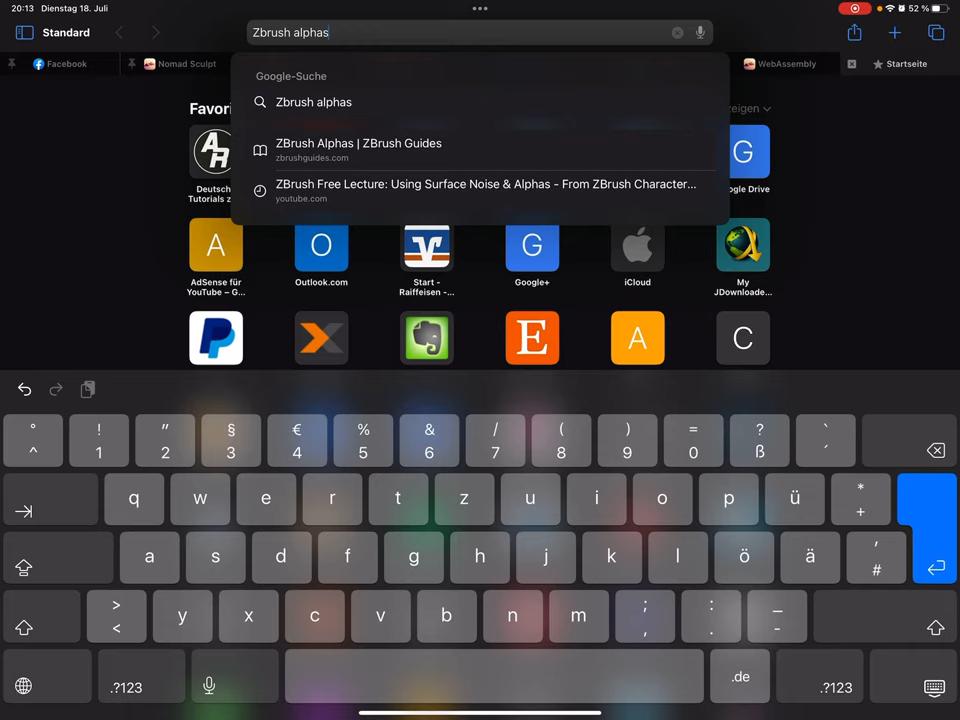 20:13 Dienstag 18. Juli
52 %
Standard
Zbrush alphas
Facebook
Nomad Sculpt
WebAssembly
Startseite
Google-Suche
Zbrush alphas
ZBrush Alphas | ZBrush Guides
zbrushguides.com
ZBrush Free Lecture: Using Surface Noise & Alphas - From ZBrush Character...
youtube.com
Favori
zeigen
AR
G
Deutsch
Tutorials z
gle Drive
A
O
G
AdSense für
YouTube – G...
Outlook.com
Start -
Raiffeisen -...
Google+
iCloud
My
JDownloade...
P
E
A
C
° ! " § € % & / ( ) = ? `
^ 1 2 3 4 5 6 7 8 9 0 ß ´
q w e r t z u i o p ü * +
a s d f g h j k l ö ä ' #
> < y x c v b n m ; , : . _ -
.?123 .de .?123